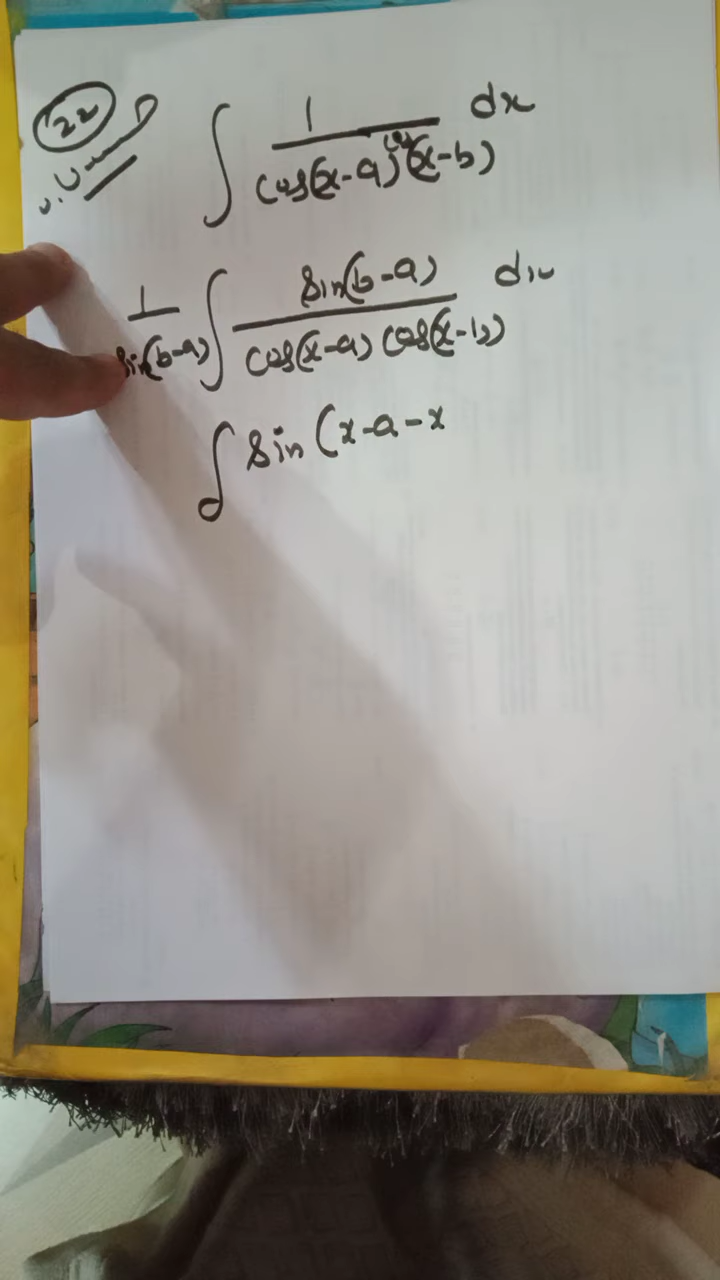 22
∫ 1 / cos(x-a) cos(x-b) dx
1 / sin(b-a) ∫ sin(b-a) / cos(x-a) cos(x-b) dx
∫ sin (x-a-x